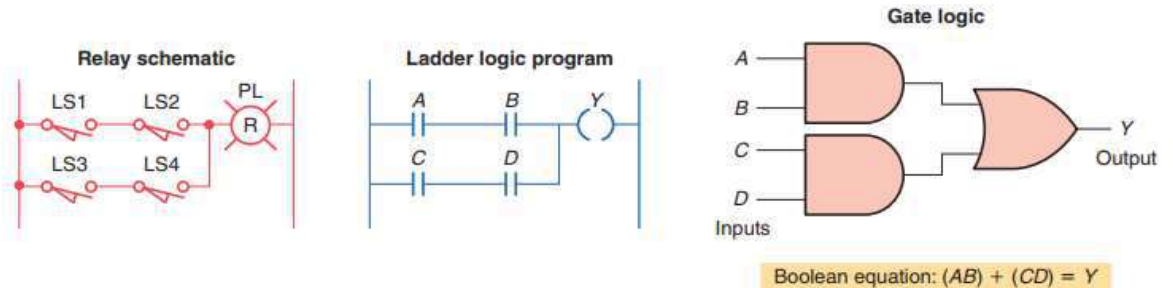 Relay schematic
LS1 LS2 PL
R
LS3 LS4
Ladder logic program
A B Y
C D
Gate logic
A
B
C
D
Inputs
Y
Output
Boolean equation: (AB) + (CD) = Y